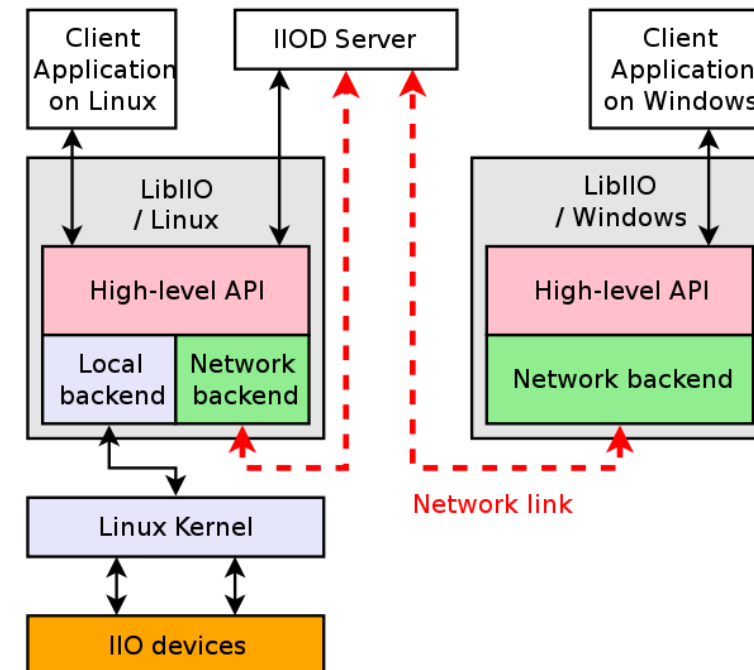 Client
Application
on Linux
IIOD Server
Client
Application
on Windows
LibIIO
/ Linux
LibIIO
/ Windows
High-level API
High-level API
Local
backend
Network
backend
Network backend
Network link
Linux Kernel
IIO devices